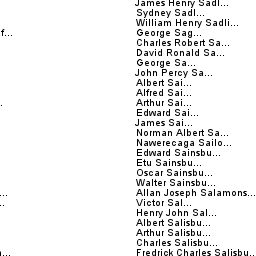 James Henry Sadl...
Sydney Sadl...
William Henry Sadli...
f... George Sag...
Charles Robert Sa...
David Ronald Sa...
George Sa...
John Percy Sa...
Albert Sai...
Alfred Sai...
Arthur Sai...
Edward Sai...
James Sai...
Norman Albert Sa...
Nawerecaga Sailo...
Edward Sainsbu...
Etu Sainsbu...
Oscar Sainsbu...
Walter Sainsbu...
... Allan Joseph Salamons...
Victor Sal...
Henry John Sal...
Albert Salisbu...
Arthur Salisbu...
Charles Salisbu...
Fredrick Charles Salisbu..